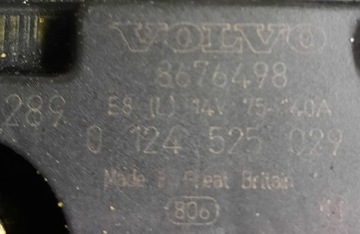 VOLVO
8676498
289 E8 (L) 14V 75-140A
0 124 525 029
Made in Great Britain
806